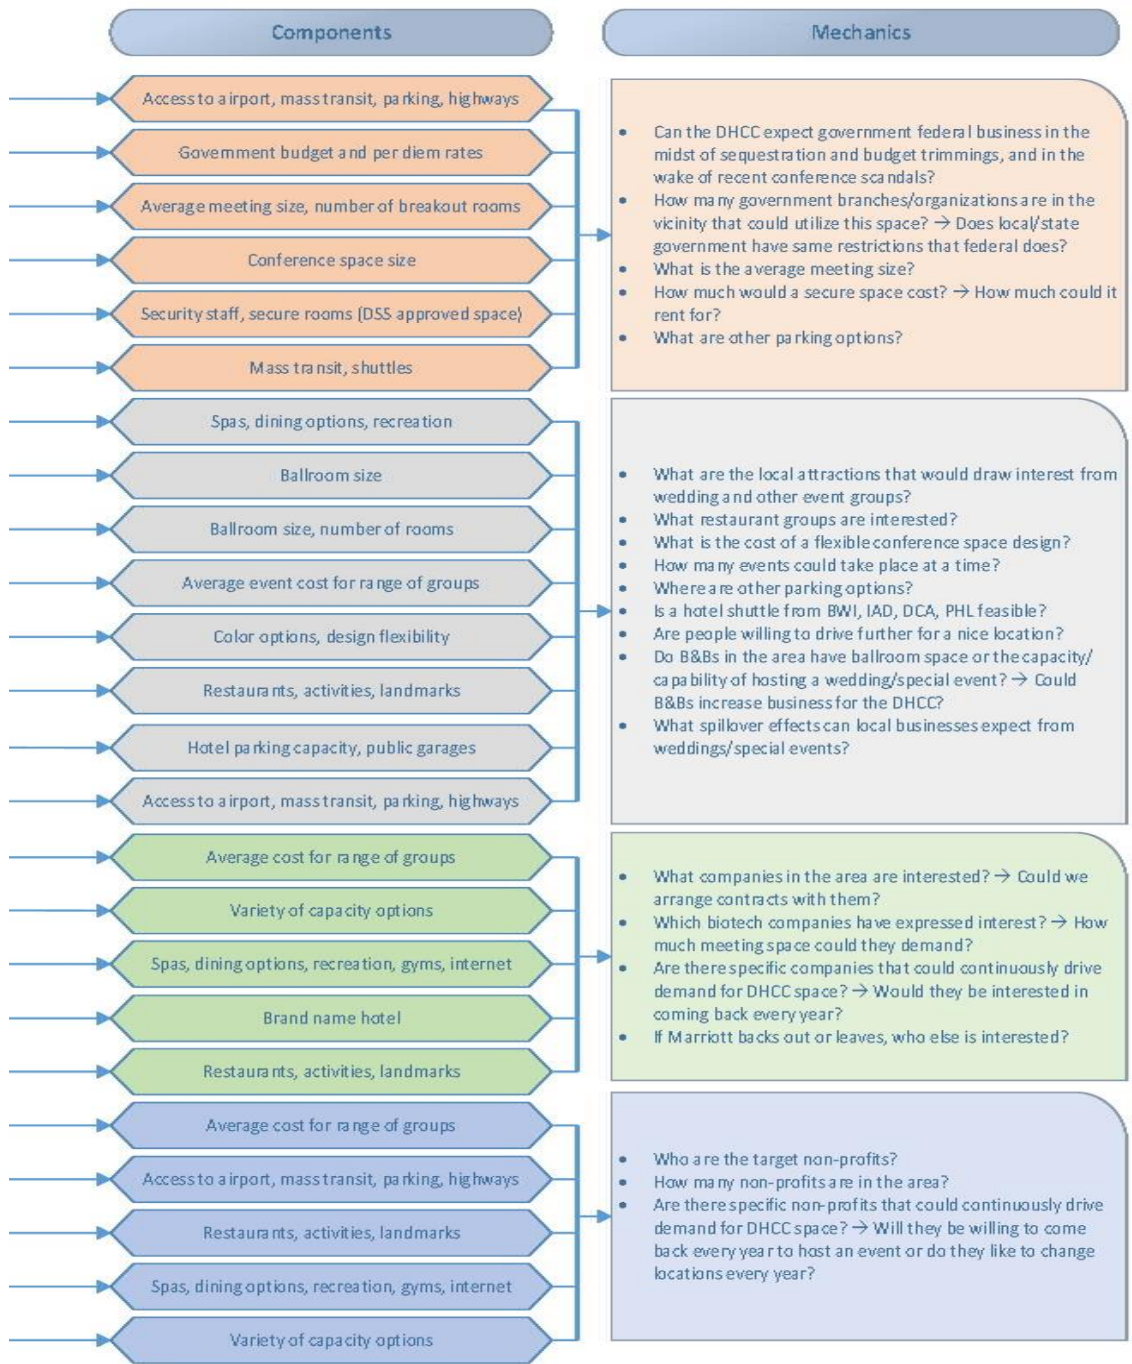 Components
Mechanics
Access to airport, mass transit, parking, highways
Government budget and per diem rates
Average meeting size, number of breakout rooms
Conference space size
Security staff, secure rooms (DSS approved space)
Mass transit, shuttles
• Can the DHCC expect government federal business in the
midst of sequestration and budget trimmings, and in the
wake of recent conference scandals?
• How many government branches/organizations are in the
vicinity that could utilize this space? → Does local/state
government have same restrictions that federal does?
• What is the average meeting size?
• How much would a secure space cost? → How much could it
rent for?
• What are other parking options?
Spas, dining options, recreation
Ballroom size
Ballroom size, number of rooms
Average event cost for range of groups
Color options, design flexibility
Restaurants, activities, landmarks
Hotel parking capacity, public garages
Access to airport, mass transit, parking, highways
• What are the local attractions that would draw interest from
wedding and other event groups?
• What restaurant groups are interested?
• What is the cost of a flexible conference space design?
• How many events could take place at a time?
• Where are other parking options?
• Is a hotel shuttle from BWI, IAD, DCA, PHL feasible?
• Are people willing to drive further for a nice location?
• Do B&Bs in the area have ballroom space or the capacity/
capability of hosting a wedding/special event? → Could
B&Bs increase business for the DHCC?
• What spillover effects can local businesses expect from
weddings/special events?
Average cost for range of groups
Variety of capacity options
Spas, dining options, recreation, gyms, internet
Brand name hotel
Restaurants, activities, landmarks
• What companies in the area are interested? → Could we
arrange contracts with them?
• Which biotech companies have expressed interest? → How
much meeting space could they demand?
• Are there specific companies that could continuously drive
demand for DHCC space? → Would they be interested in
coming back every year?
• If Marriott backs out or leaves, who else is interested?
Average cost for range of groups
Access to airport, mass transit, parking, highways
Restaurants, activities, landmarks
Spas, dining options, recreation, gyms, internet
Variety of capacity options
• Who are the target non-profits?
• How many non-profits are in the area?
• Are there specific non-profits that could continuously drive
demand for DHCC space? → Will they be willing to come
back every year to host an event or do they like to change
locations every year?